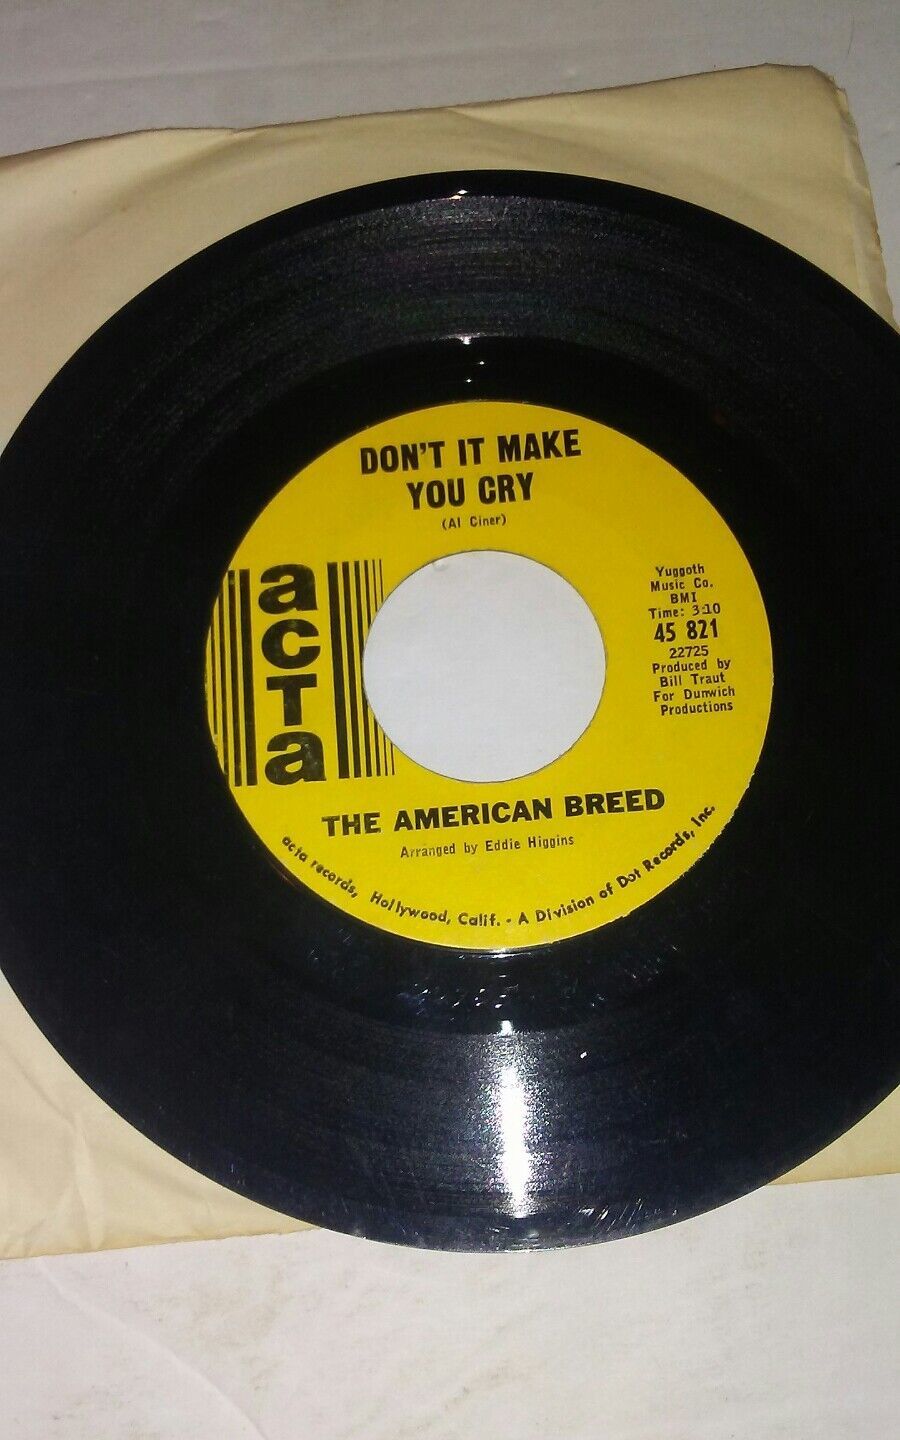 DON'T IT MAKE
YOU CRY
(Al Ciner)
acta
Yuggoth
Music Co.
BMI
Time: 3:10
45 821
22725
Produced by
Bill Traut
For Dunwich
Productions
THE AMERICAN BREED
Arranged by Eddie Higgins
acta records, Hollywood, Calif. - A Division of Dot Records, Inc.